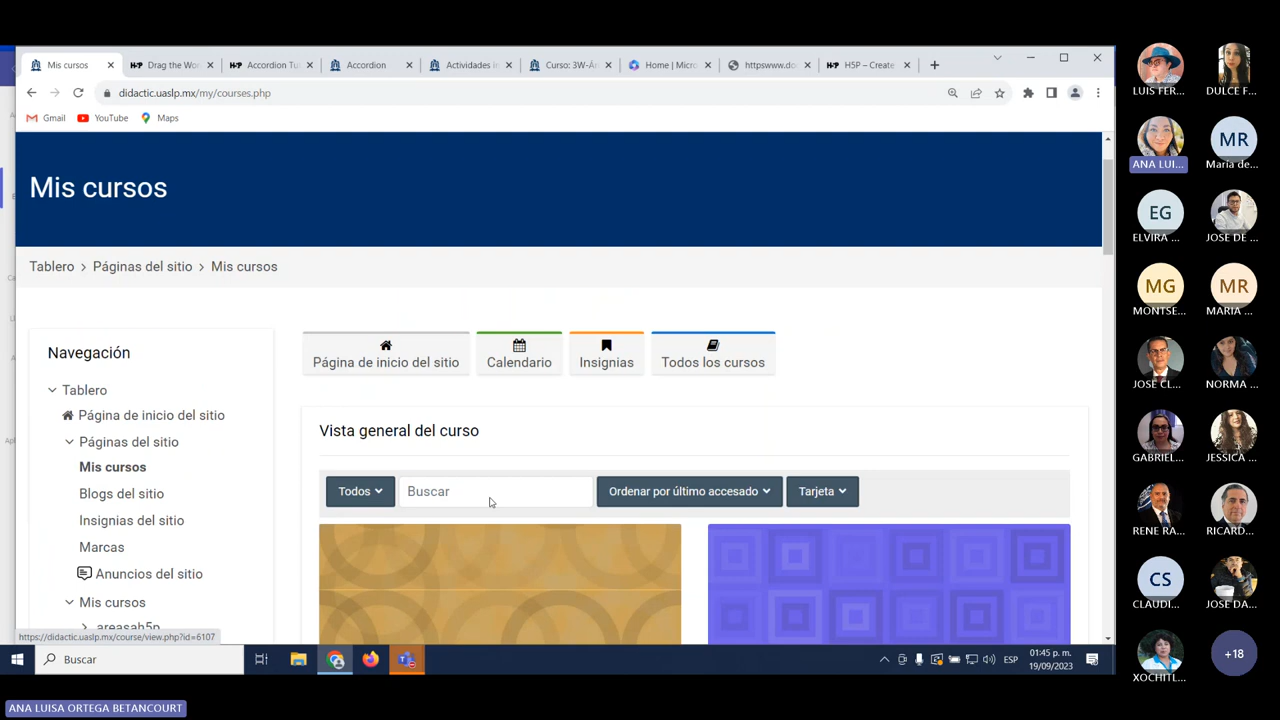 Mis cursos
H-P Drag the Wo
H-P Accordion Tu
Accordion
Actividades in
Curso: 3W-Á
Home | Micro
httpswww.do
H5P – Create
didactic.uaslp.mx/my/courses.php
Gmail
YouTube
Maps
Mis cursos
Tablero > Páginas del sitio > Mis cursos
Navegación
Tablero
Página de inicio del sitio
Páginas del sitio
Mis cursos
Blogs del sitio
Insignias del sitio
Marcas
Anuncios del sitio
Mis cursos
areasah5p
Página de inicio del sitio
Calendario
Insignias
Todos los cursos
Vista general del curso
Todos
Buscar
Ordenar por último accesado
Tarjeta
https://didactic.uaslp.mx/course/view.php?id=6107
Buscar
ESP
01:45 p. m.
19/09/2023
LUIS FER...
DULCE F...
ANA LUI...
MR
Maria de...
EG
ELVIRA ...
JOSE DE ...
MG
MONTSE...
MR
MARIA ...
JOSE CL...
NORMA ...
GABRIEL...
JESSICA ...
RENE RA...
RICARD...
CS
CLAUDI...
JOSE DA...
XOCHITL...
+18
ANA LUISA ORTEGA BETANCOURT